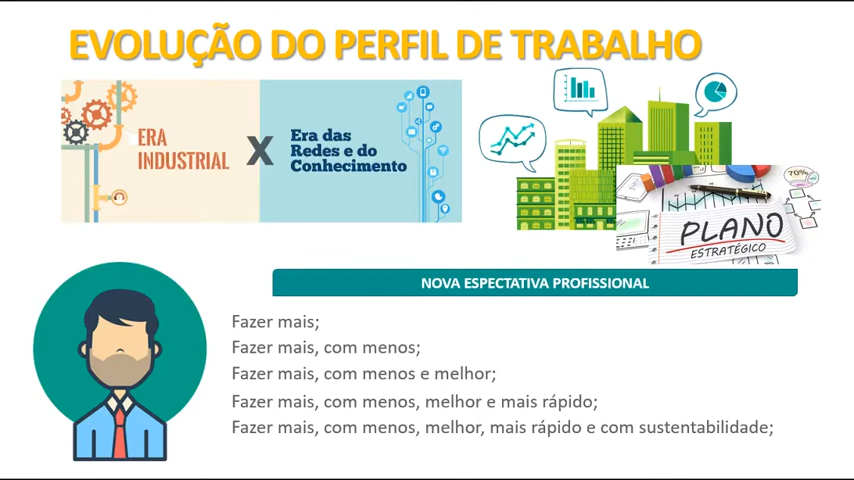 EVOLUÇÃO DO PERFIL DE TRABALHO
ERA
INDUSTRIAL
X
Era das
Redes e do
Conhecimento
70%
PLANO
ESTRATÉGICO
NOVA ESPECTATIVA PROFISSIONAL
Fazer mais;
Fazer mais, com menos;
Fazer mais, com menos e melhor;
Fazer mais, com menos, melhor e mais rápido;
Fazer mais, com menos, melhor, mais rápido e com sustentabilidade;